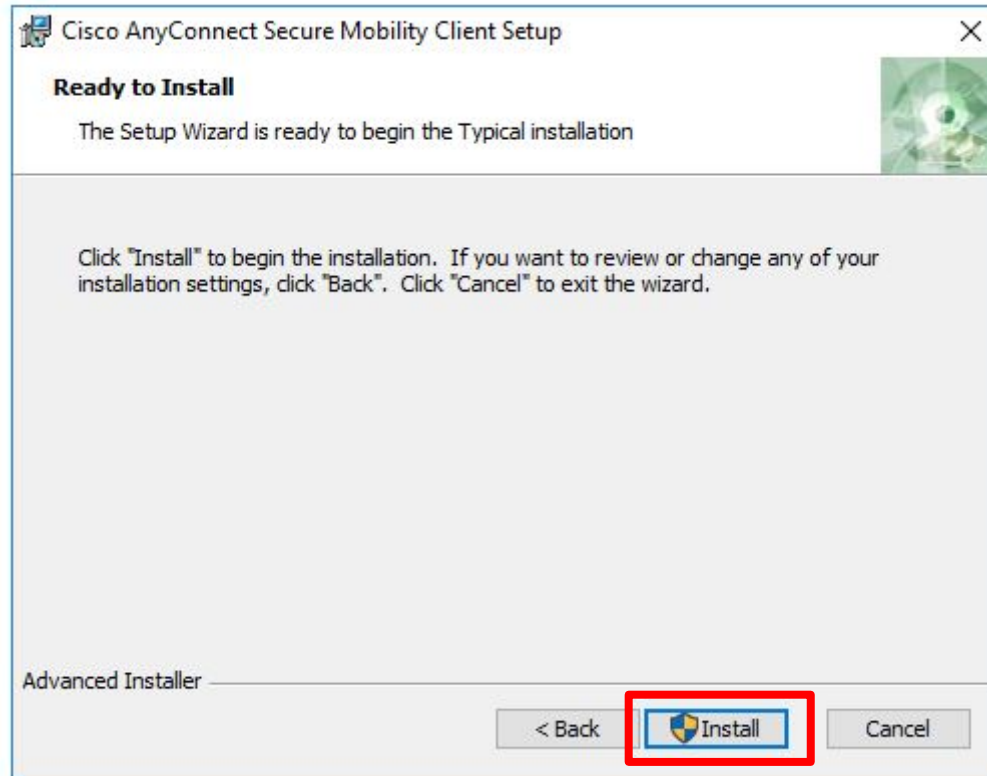 Cisco AnyConnect Secure Mobility Client Setup
Ready to Install
The Setup Wizard is ready to begin the Typical installation
Click "Install" to begin the installation.  If you want to review or change any of your
installation settings, click "Back".  Click "Cancel" to exit the wizard.
Advanced Installer
< Back Install Cancel